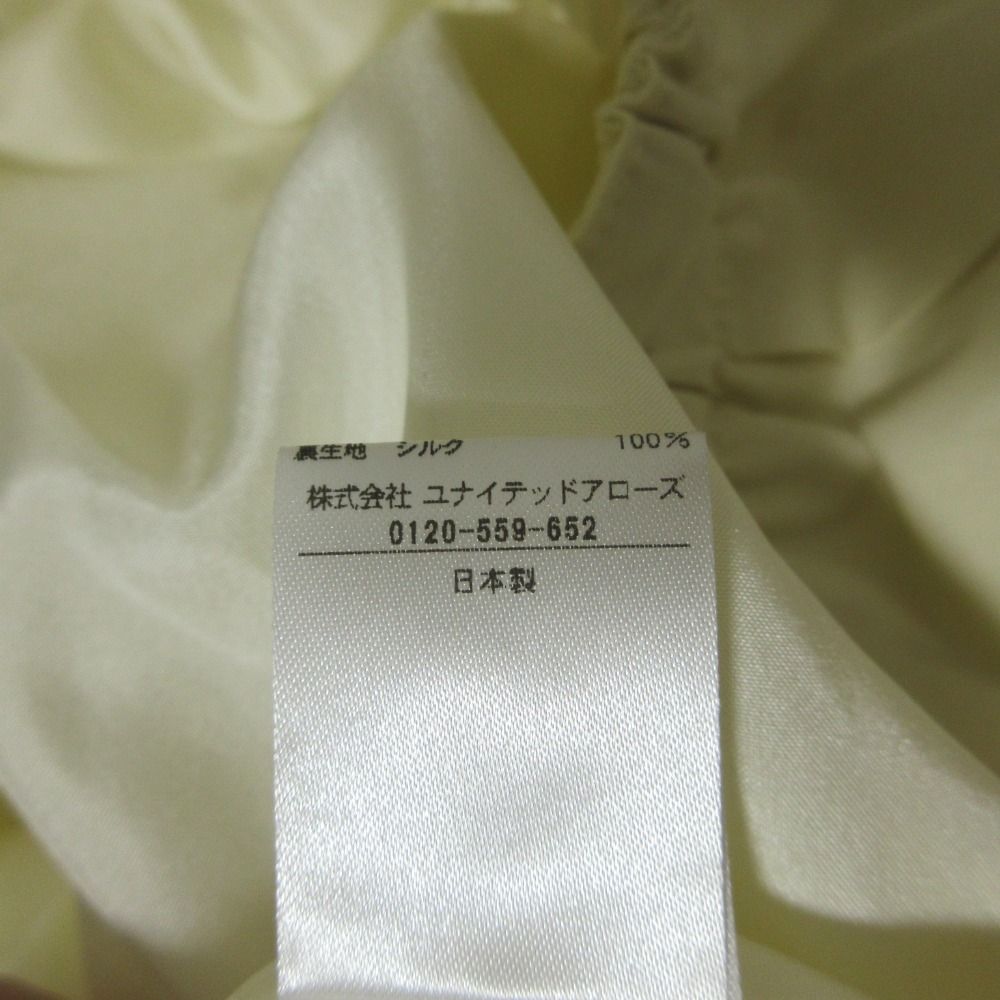 裏生地 シルク 100%
株式会社 ユナイテッドアローズ
0120-559-652
日本製